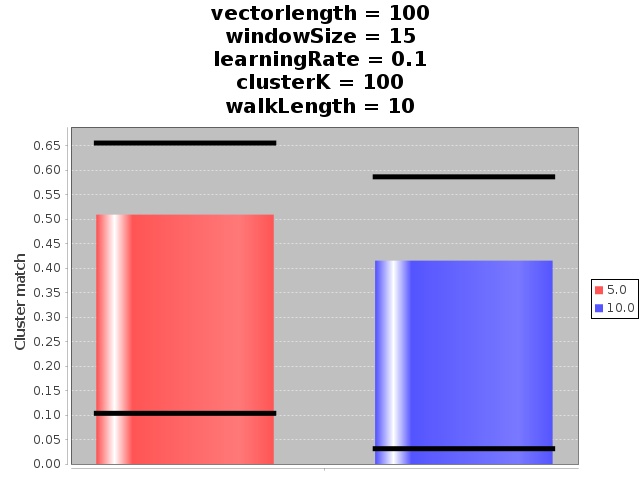 vectorlength = 100
windowSize = 15
learningRate = 0.1
clusterK = 100
walkLength = 10
0.65
0.60
0.55
0.50
0.45
0.40
0.35
0.30
0.25
0.20
0.15
0.10
0.05
0.00
Cluster match
5.0
10.0